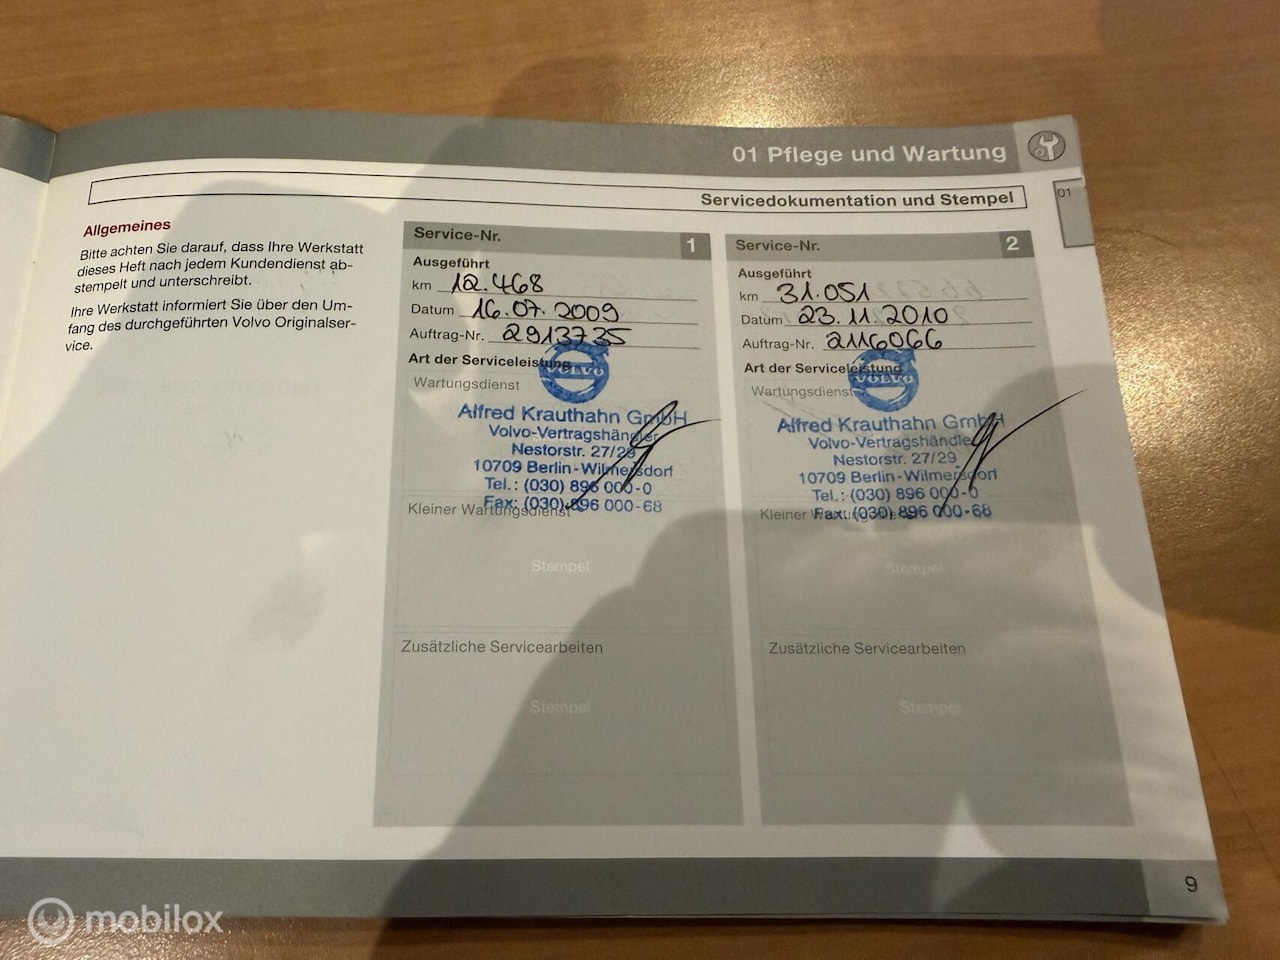 01 Pflege und Wartung
Servicedokumentation und Stempel
01
Allgemeines
Bitte achten Sie darauf, dass Ihre Werkstatt
dieses Heft nach jedem Kundendienst ab-
stempelt und unterschreibt.
Ihre Werkstatt informiert Sie über den Um-
fang des durchgeführten Volvo Originalser-
vice.
Service-Nr. 1
Ausgeführt
km 12.468
Datum 16.07.2009
Auftrag-Nr. 2913735
Art der Serviceleistung
VOLVO
Wartungsdienst
Alfred Krauthahn GmbH
Volvo-Vertragshändler
Nestorstr. 27/29
10709 Berlin-Wilmersdorf
Tel.: (030) 896 000-0
Fax: (030) 896 000-68
Kleiner Wartungsdienst
Stempel
Zusätzliche Servicearbeiten
Stempel
Service-Nr. 2
Ausgeführt
km 31.051
Datum 23.11.2010
Auftrag-Nr. 2116066
Art der Serviceleistung
VOLVO
Wartungsdienst
Alfred Krauthahn GmbH
Volvo-Vertragshändler
Nestorstr. 27/29
10709 Berlin-Wilmersdorf
Tel.: (030) 896 000-0
Fax: (030) 896 000-68
Kleiner Wartungsdienst
Stempel
Zusätzliche Servicearbeiten
Stempel
9
mobilox